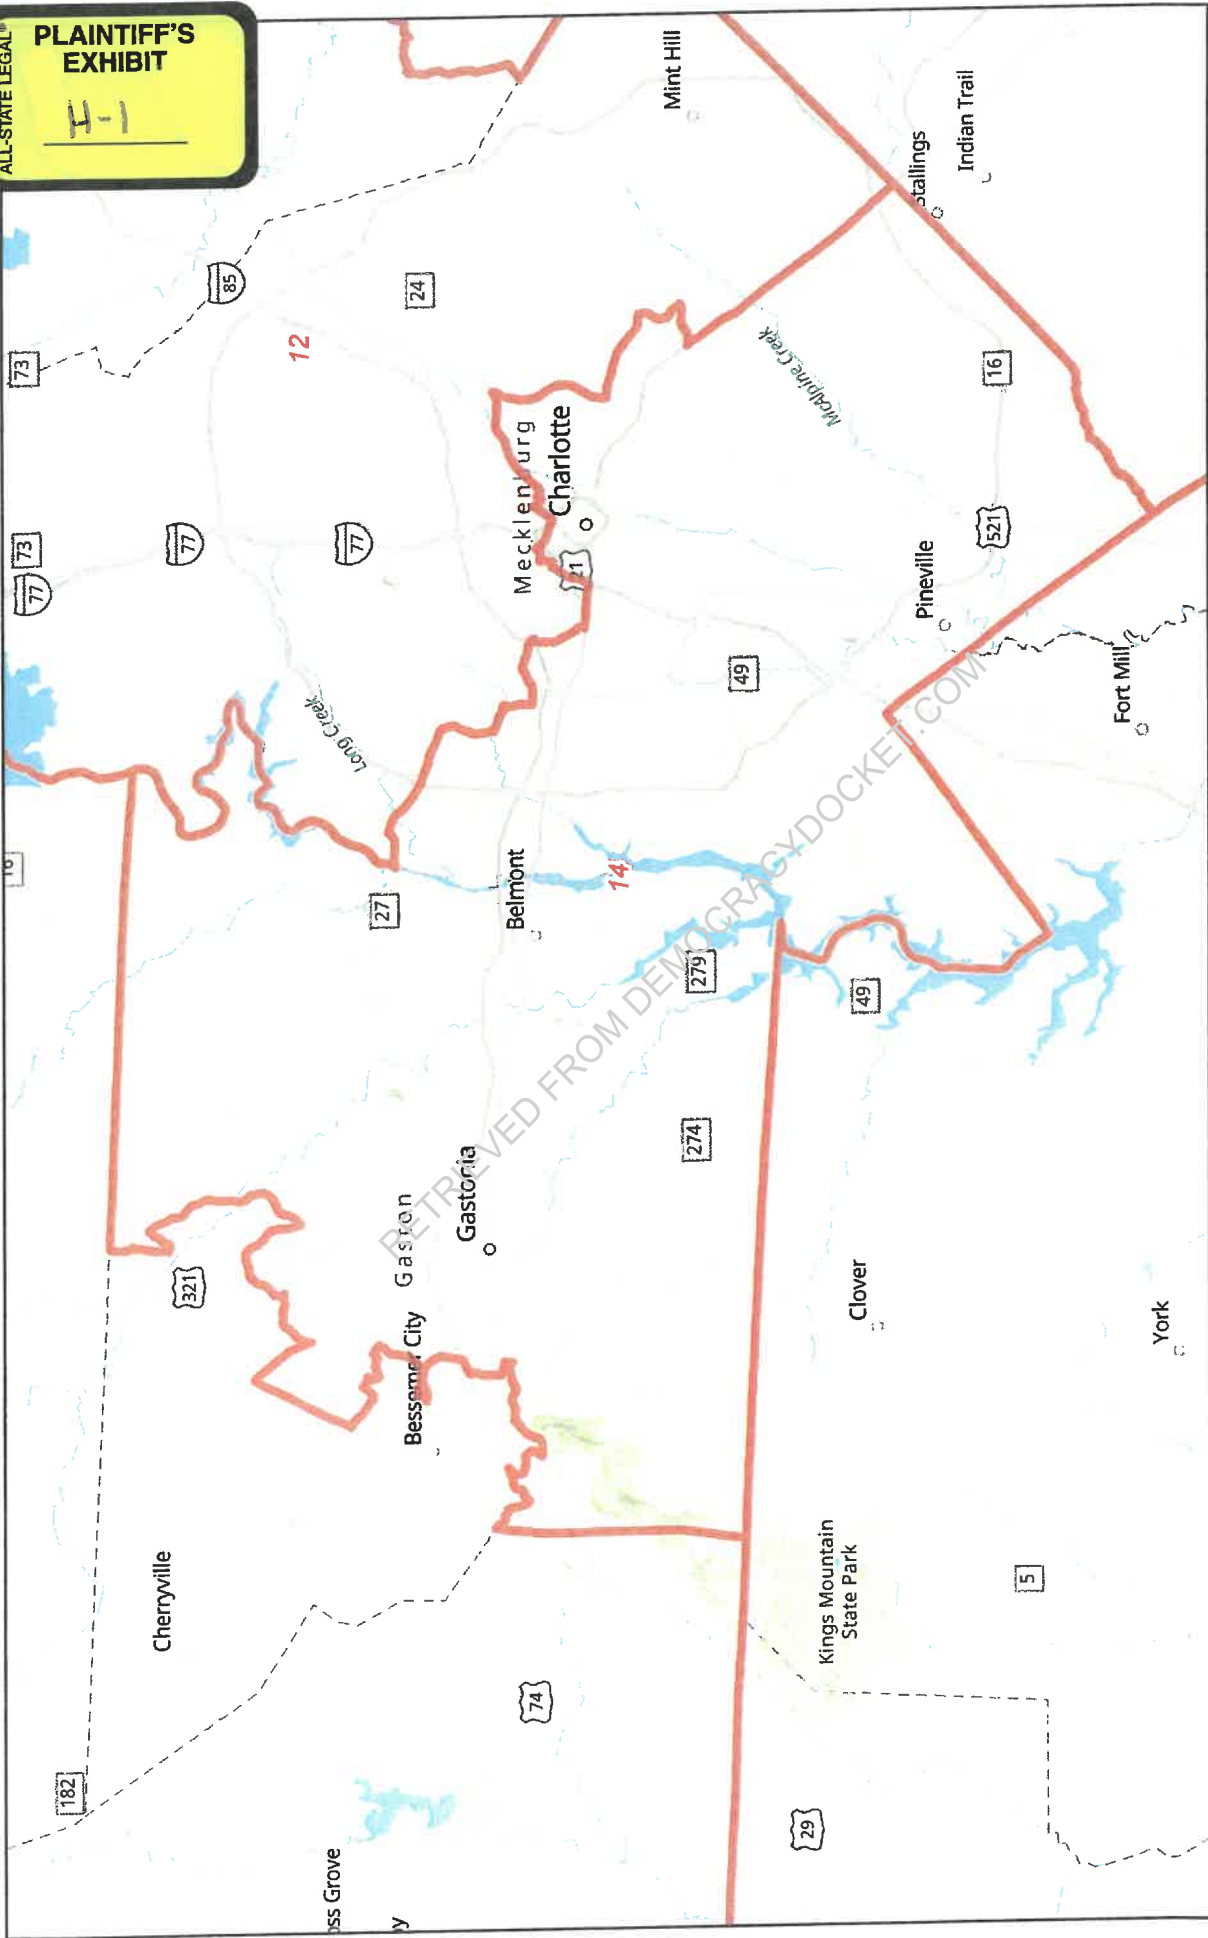 ALL-STATE LEGAL®
PLAINTIFF'S
EXHIBIT
H-1
182
Cherryville
321
16
77
73
73
77
85
12
Long Creek
77
24
Mint Hill
oss Grove
y
74
Bessemer City
Gaston
Gastonia
27
Belmont
Mecklenburg
Charlotte
21
14
Stallings
Indian Trail
McAlpine Creek
274
279
49
49
Pineville
521
16
29
Kings Mountain
State Park
5
Clover
York
Fort Mill
RETRIEVED FROM DEMOCRACYDOCKET.COM